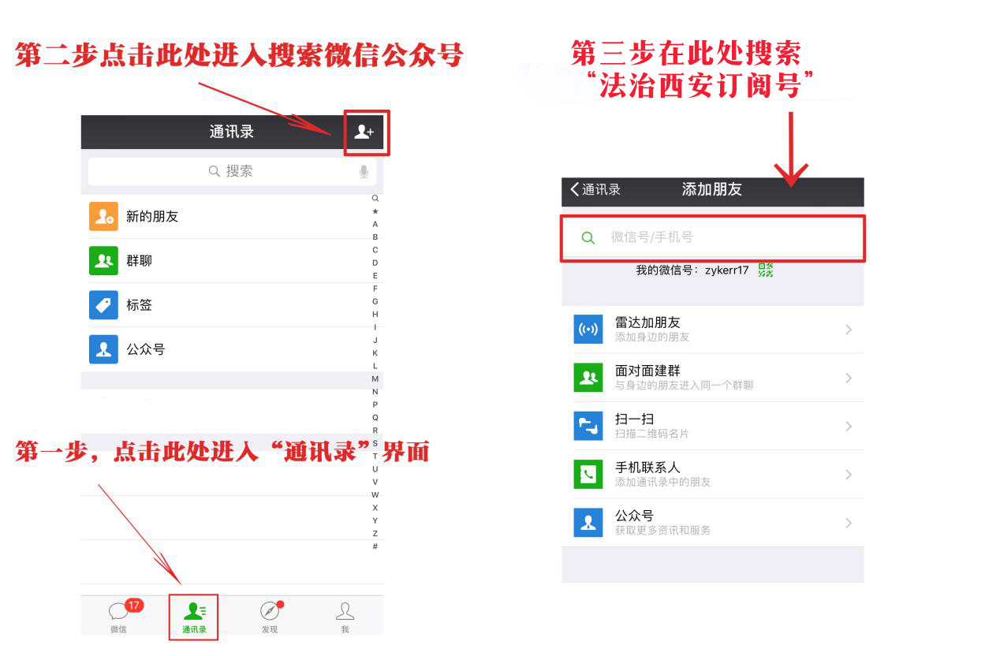 第二步点击此处进入搜索微信公众号
通讯录
搜索
新的朋友
群聊
标签
公众号
A
B
C
D
E
F
G
H
I
J
K
L
M
N
P
Q
R
S
T
U
V
W
X
Y
Z
#
第一步，点击此处进入“通讯录”界面
17
微信
通讯录
发现
我
第三步在此处搜索
“法治西安订阅号”
通讯录 添加朋友
微信号/手机号
我的微信号：zykerr17
雷达加朋友
添加身边的朋友
面对面建群
与身边的朋友进入同一个群聊
扫一扫
扫描二维码名片
手机联系人
添加通讯录中的朋友
公众号
获取更多资讯和服务